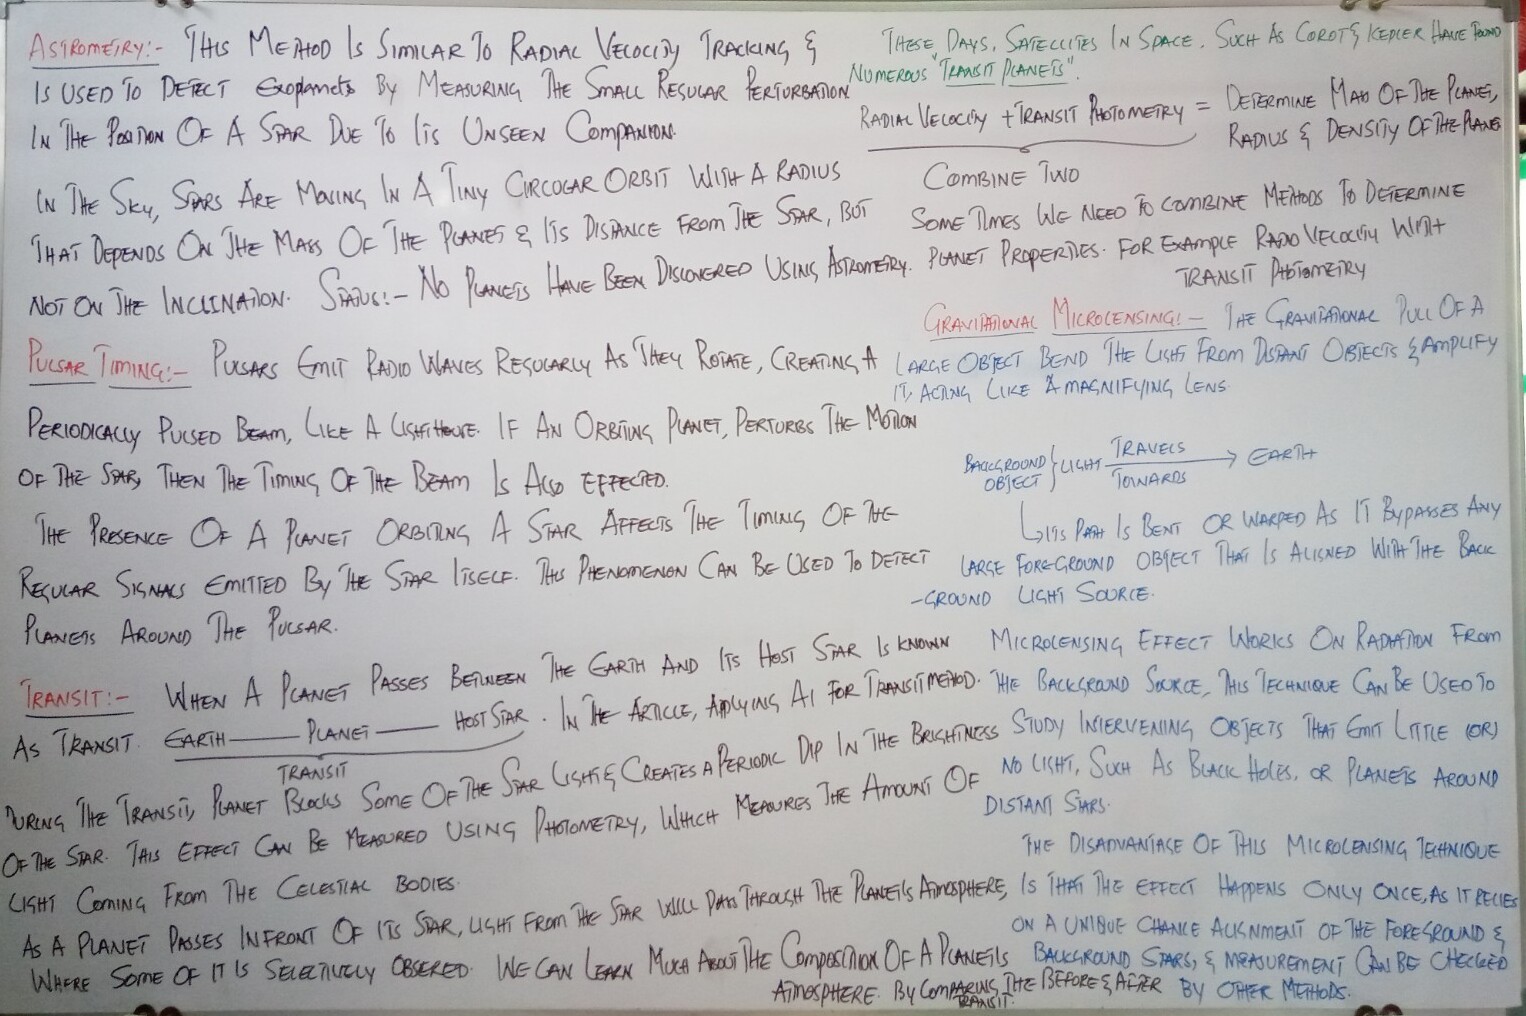 ASTROMETRY:- THIS METHOD IS SIMILAR TO RADIAL VELOCITY TRACKING &
IS USED TO DETECT Exoplanets BY MEASURING THE SMALL REGULAR PERTURBATION
IN THE POSITION OF A STAR DUE TO ITS UNSEEN COMPANION.
IN THE SKY, STARS ARE MOVING IN A TINY CIRCULAR ORBIT WITH A RADIUS
THAT DEPENDS ON THE MASS OF THE PLANET & ITS DISTANCE FROM THE STAR, BUT
NOT ON THE INCLINATION. STATUS:- NO PLANETS HAVE BEEN DISCOVERED USING ASTROMETRY.
PULSAR TIMING:- PULSARS EMIT RADIO WAVES REGULARLY AS THEY ROTATE, CREATING A
PERIODICALLY PULSED BEAM, LIKE A LIGHTHOUSE. IF AN ORBITING PLANET, PERTURBS THE MOTION
OF THE STAR, THEN THE TIMING OF THE BEAM IS ALSO EFFECTED.
THE PRESENCE OF A PLANET ORBITING A STAR AFFECTS THE TIMING OF THE
REGULAR SIGNALS EMITTED BY THE STAR ITSELF. THIS PHENOMENON CAN BE USED TO DETECT
PLANETS AROUND THE PULSAR.
TRANSIT:- WHEN A PLANET PASSES BETWEEN THE EARTH AND ITS HOST STAR IS KNOWN
AS TRANSIT. EARTH — PLANET — HOST STAR. IN THE ARTICLE, APPLYING AI FOR TRANSIT METHOD.
TRANSIT
DURING THE TRANSIT, PLANET BLOCKS SOME OF THE STAR LIGHT & CREATES A PERIODIC DIP IN THE BRIGHTNESS
OF THE STAR. THIS EFFECT CAN BE MEASURED USING PHOTOMETRY, WHICH MEASURES THE AMOUNT OF
LIGHT COMING FROM THE CELESTIAL BODIES.
AS A PLANET PASSES INFRONT OF ITS STAR, LIGHT FROM THE STAR WILL PASS THROUGH THE PLANET'S ATMOSPHERE,
WHERE SOME OF IT IS SELECTIVELY OBSERED. WE CAN LEARN MUCH ABOUT THE COMPOSITION OF A PLANET'S
ATMOSPHERE. BY COMPARING THE BEFORE & AFTER
TRANSIT.
THESE DAYS, SATELLITES IN SPACE, SUCH AS COROT & KEPLER HAVE FOUND
NUMEROUS "TRANSIT PLANETS".
RADIAL VELOCITY + TRANSIT PHOTOMETRY = DETERMINE MASS OF THE PLANET,
RADIUS & DENSITY OF THE PLANET
COMBINE TWO
SOME TIMES WE NEED TO COMBINE METHODS TO DETERMINE
PLANET PROPERTIES. FOR EXAMPLE RADIO VELOCITY WITH
TRANSIT PHOTOMETRY
GRAVITATIONAL MICROLENSING:- THE GRAVITATIONAL PULL OF A
LARGE OBJECT BEND THE LIGHT FROM DISTANT OBJECTS & AMPLIFY
IT, ACTING LIKE A MAGNIFYING LENS.
BACKGROUND OBJECT } LIGHT TRAVELS TOWARDS → EARTH
↳ ITS PATH IS BENT OR WARPED AS IT BYPASSES ANY
LARGE FOREGROUND OBJECT THAT IS ALIGNED WITH THE BACK
-GROUND LIGHT SOURCE.
MICROLENSING EFFECT WORKS ON RADIATION FROM
THE BACKGROUND SOURCE, THIS TECHNIQUE CAN BE USED TO
STUDY INTERVENING OBJECTS THAT EMIT LITTLE (OR)
NO LIGHT, SUCH AS BLACK HOLES, OR PLANETS AROUND
DISTANT STARS.
THE DISADVANTAGE OF THIS MICROLENSING TECHNIQUE
IS THAT THE EFFECT HAPPENS ONLY ONCE, AS IT RELIES
ON A UNIQUE CHANCE ALIGNMENT OF THE FOREGROUND &
BACKGROUND STARS, & MEASUREMENT CAN BE CHECKED
BY OTHER METHODS.